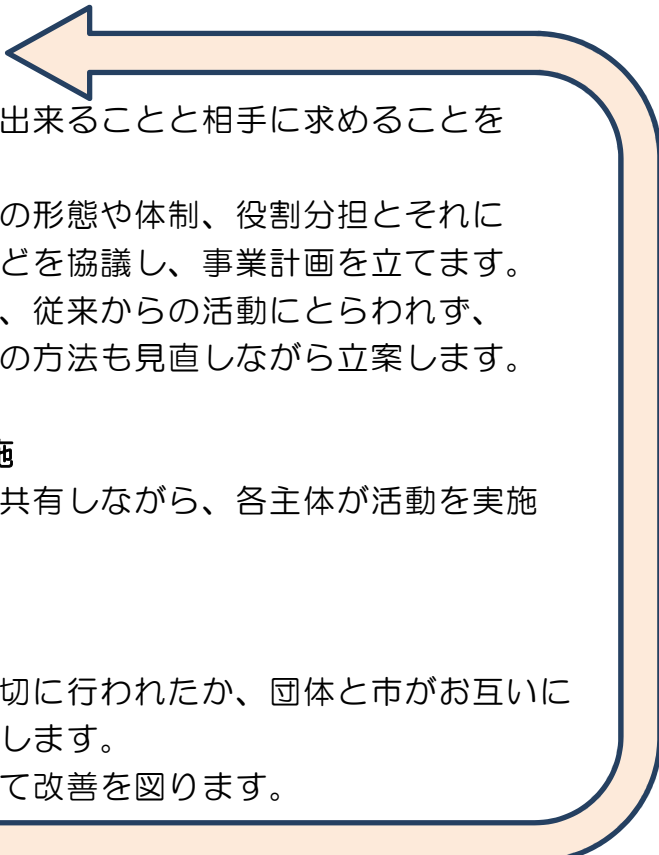 出来ることと相手に求めることを
の形態や体制、役割分担とそれに
どを協議し、事業計画を立てます。
、従来からの活動にとらわれず、
の方法も見直しながら立案します。
施
共有しながら、各主体が活動を実施
切に行われたか、団体と市がお互いに
します。
て改善を図ります。